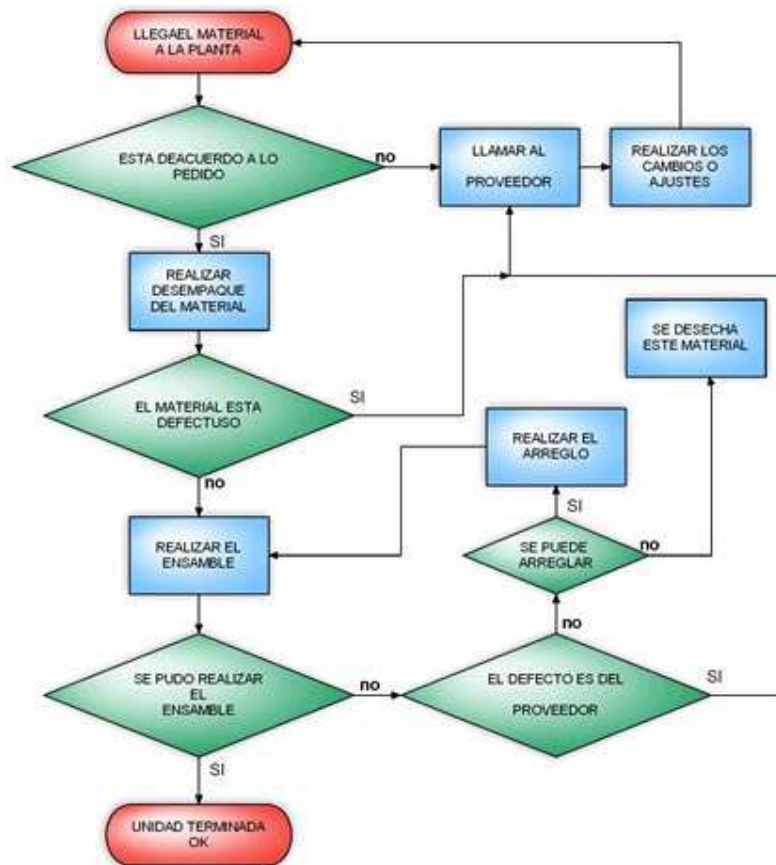 LLEGAEL MATERIAL
A LA PLANTA
ESTA DEACUERDO A LO
PEDIDO
no
LLAMAR AL
PROVEEDOR
REALIZAR LOS
CAMBIOS O
AJUSTES
SI
REALIZAR
DESEMPAQUE
DEL MATERIAL
SE DESECHA
ESTE MATERIAL
EL MATERIAL ESTA
DEFECTUSO
SI
no
REALIZAR EL
ARREGLO
SI
REALIZAR EL
ENSAMBLE
SE PUEDE
ARREGLAR
no
no
SE PUDO REALIZAR
EL
ENSAMBLE
no
EL DEFECTO ES DEL
PROVEEDOR
SI
SI
UNIDAD TERMINADA
OK